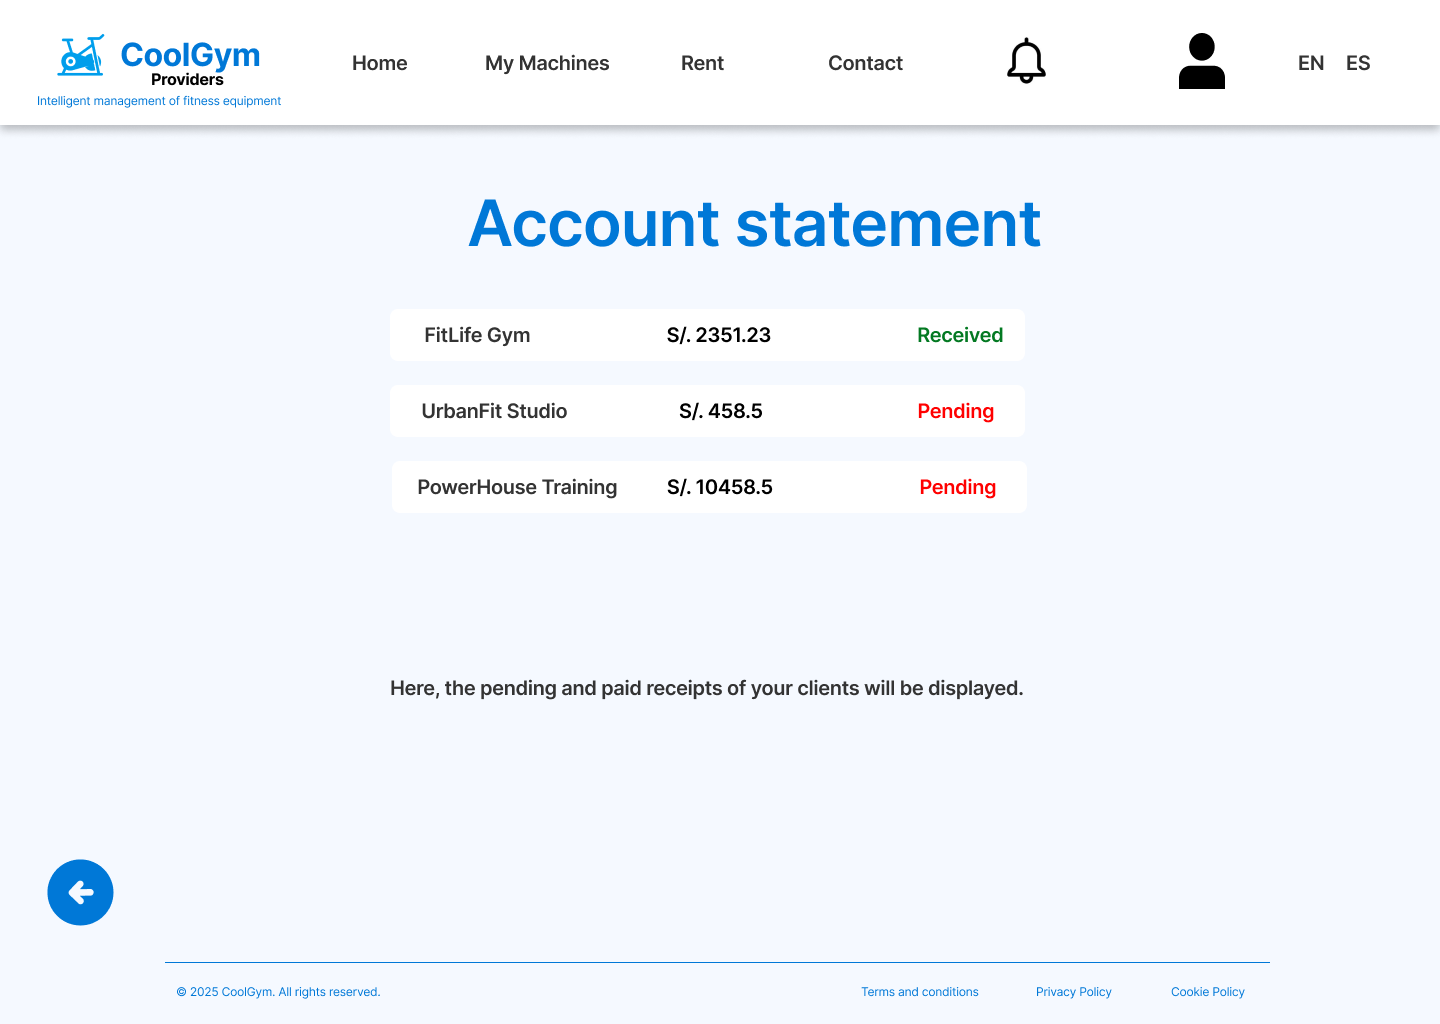 CoolGym
Providers
Intelligent management of fitness equipment
Home
My Machines
Rent
Contact
EN
ES
Account statement
FitLife Gym
S/. 2351.23
Received
UrbanFit Studio
S/. 458.5
Pending
PowerHouse Training
S/. 10458.5
Pending
Here, the pending and paid receipts of your clients will be displayed.
© 2025 CoolGym. All rights reserved.
Terms and conditions
Privacy Policy
Cookie Policy